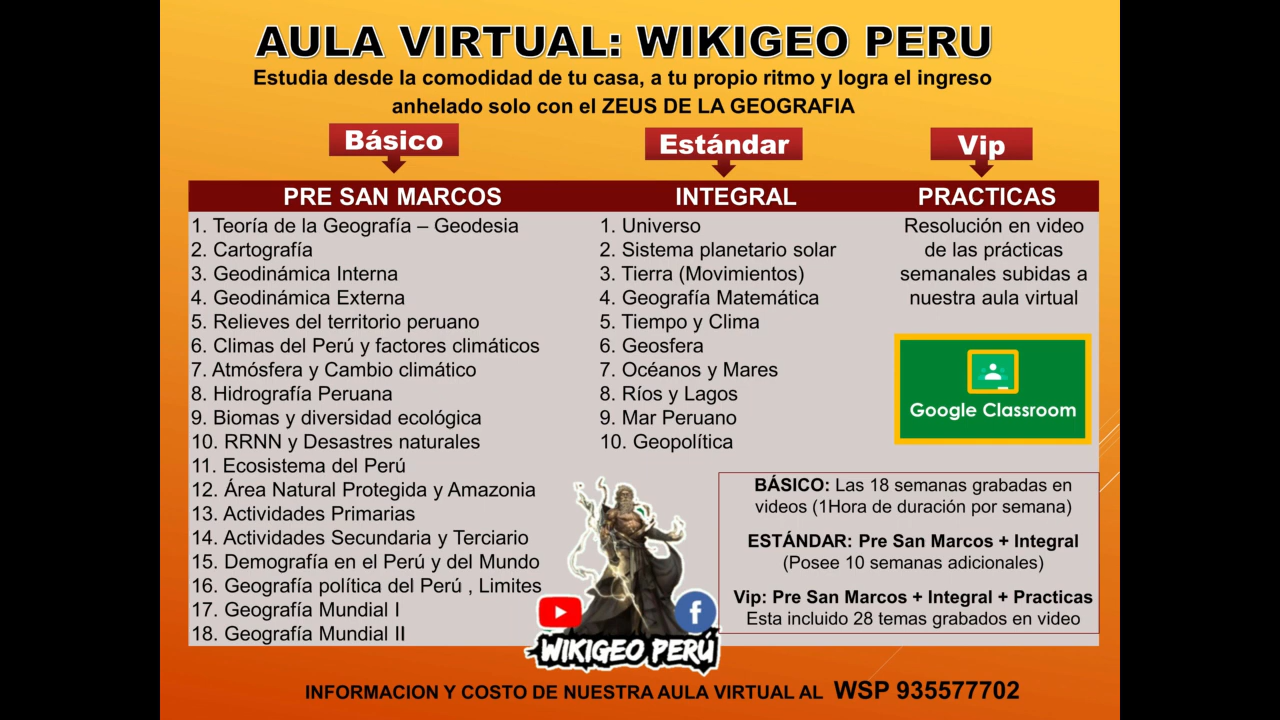 AULA VIRTUAL: WIKIGEO PERU
Estudia desde la comodidad de tu casa, a tu propio ritmo y logra el ingreso
anhelado solo con el ZEUS DE LA GEOGRAFIA
Básico
Estándar
Vip
PRE SAN MARCOS
INTEGRAL
PRACTICAS
1. Teoría de la Geografía – Geodesia
2. Cartografía
3. Geodinámica Interna
4. Geodinámica Externa
5. Relieves del territorio peruano
6. Climas del Perú y factores climáticos
7. Atmósfera y Cambio climático
8. Hidrografía Peruana
9. Biomas y diversidad ecológica
10. RRNN y Desastres naturales
11. Ecosistema del Perú
12. Área Natural Protegida y Amazonia
13. Actividades Primarias
14. Actividades Secundaria y Terciario
15. Demografía en el Perú y del Mundo
16. Geografía política del Perú , Limites
17. Geografía Mundial I
18. Geografía Mundial II
1. Universo
2. Sistema planetario solar
3. Tierra (Movimientos)
4. Geografía Matemática
5. Tiempo y Clima
6. Geosfera
7. Océanos y Mares
8. Ríos y Lagos
9. Mar Peruano
10. Geopolítica
Resolución en video
de las prácticas
semanales subidas a
nuestra aula virtual
Google Classroom
BÁSICO: Las 18 semanas grabadas en
videos (1Hora de duración por semana)
ESTÁNDAR: Pre San Marcos + Integral
(Posee 10 semanas adicionales)
Vip: Pre San Marcos + Integral + Practicas
Esta incluido 28 temas grabados en video
WIKIGEO PERÚ
INFORMACION Y COSTO DE NUESTRA AULA VIRTUAL AL WSP 935577702